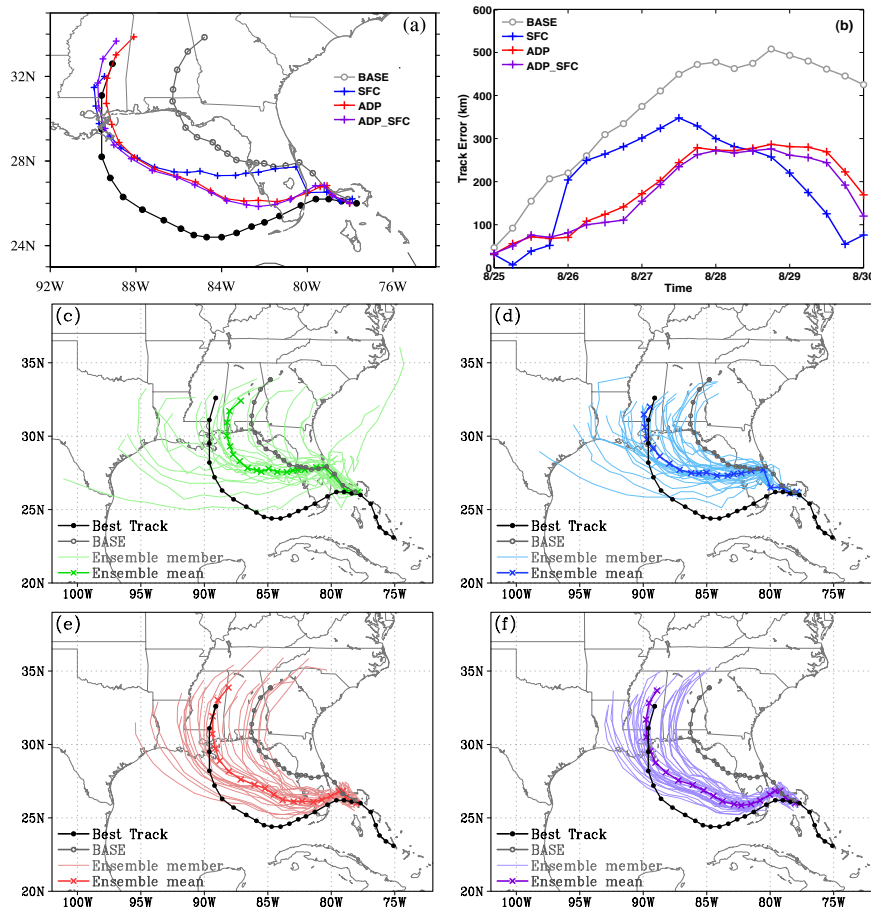 (a)
32N
28N
24N
92W 88W 84W 80W 76W
BASE
SFC
ADP
ADP_SFC
(b)
BASE
SFC
ADP
ADP_SFC
Track Error (km)
600
500
400
300
200
100
0
8/25 8/26 8/27 8/28 8/29 8/30
Time
(c)
35N
30N
25N
20N
Best Track
BASE
Ensemble member
Ensemble mean
100W 95W 90W 85W 80W 75W
(d)
35N
30N
25N
20N
Best Track
BASE
Ensemble member
Ensemble mean
100W 95W 90W 85W 80W 75W
(e)
35N
30N
25N
20N
Best Track
BASE
Ensemble member
Ensemble mean
100W 95W 90W 85W 80W 75W
(f)
35N
30N
25N
20N
Best Track
BASE
Ensemble member
Ensemble mean
100W 95W 90W 85W 80W 75W